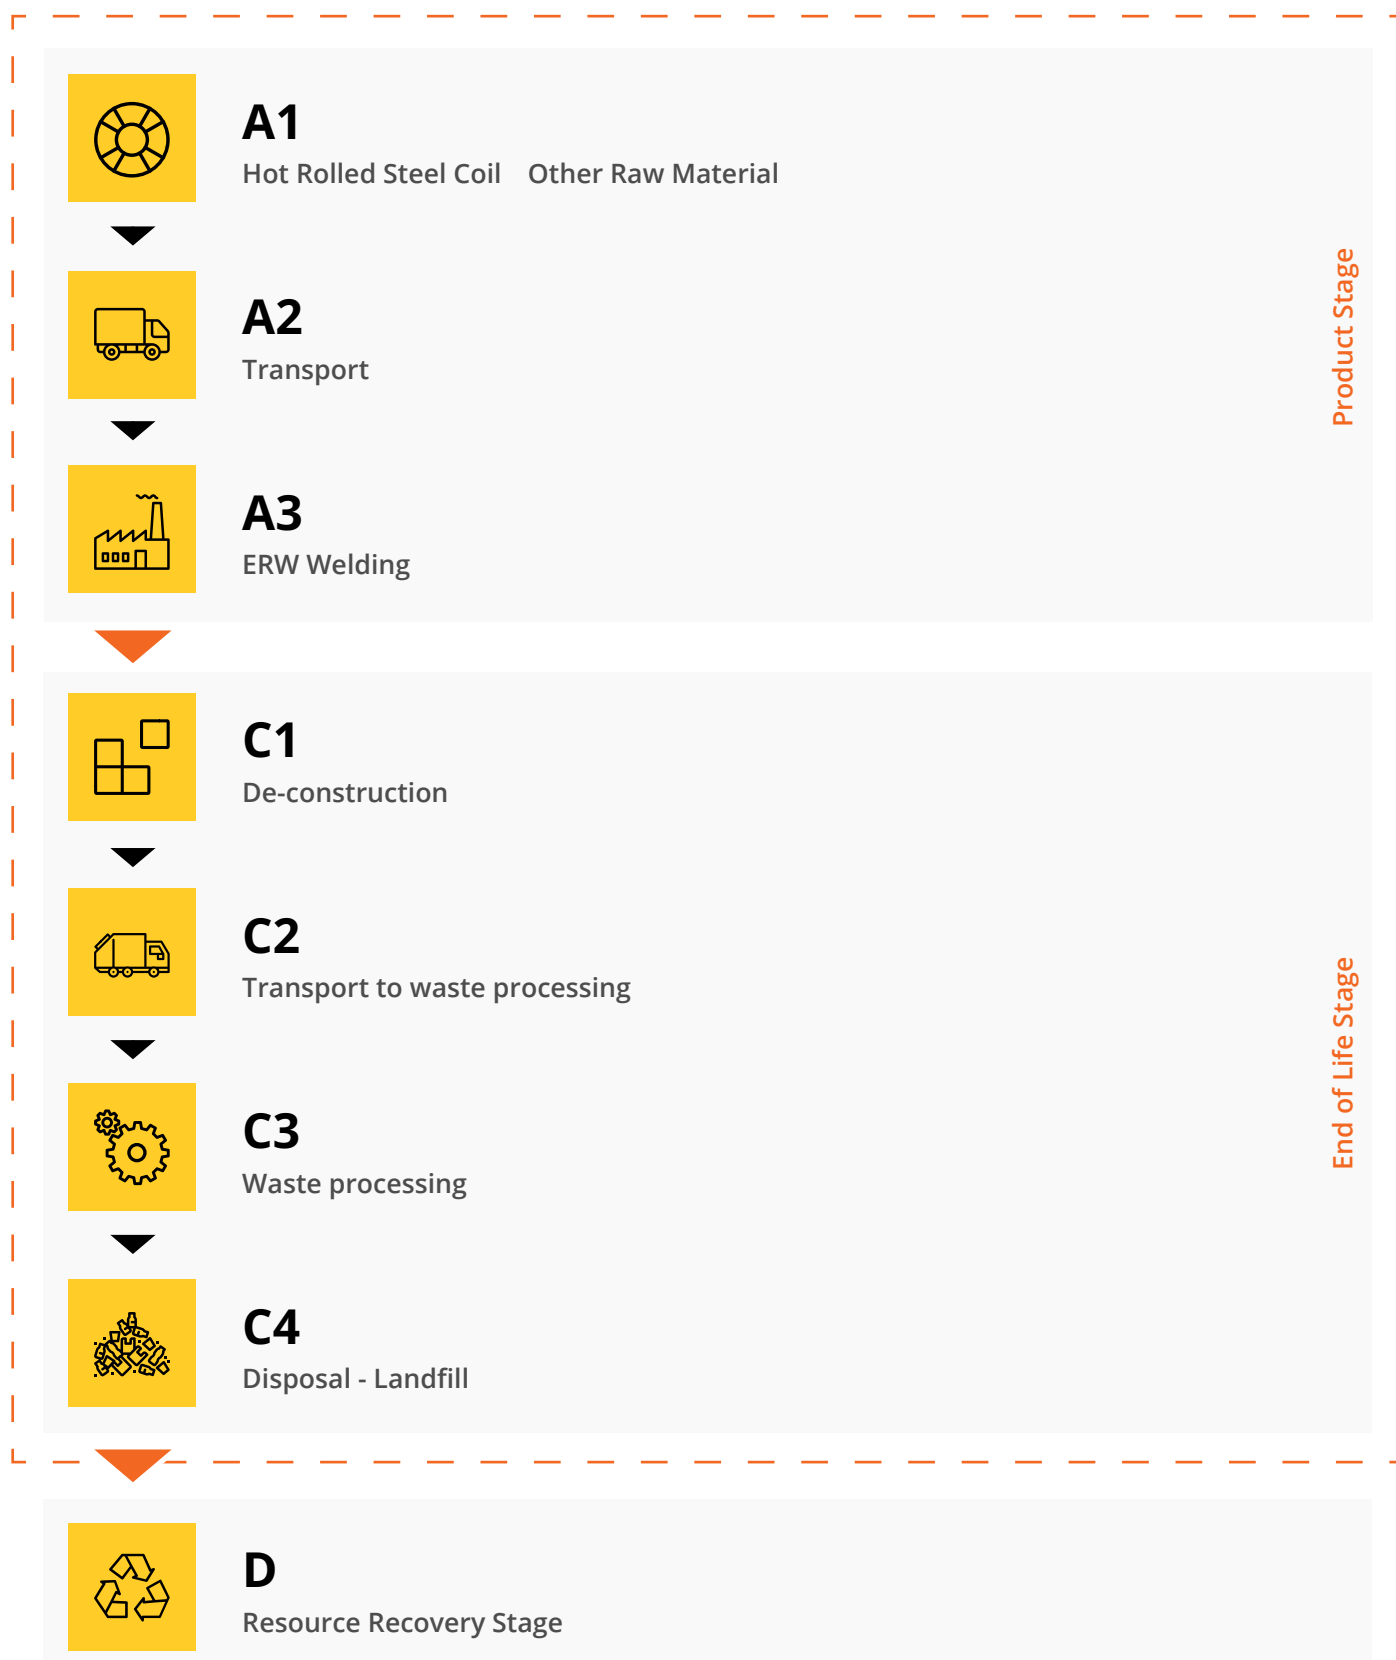 A1
Hot Rolled Steel Coil Other Raw Material
A2
Transport
A3
ERW Welding
Product Stage
C1
De-construction
C2
Transport to waste processing
C3
Waste processing
C4
Disposal - Landfill
End of Life Stage
D
Resource Recovery Stage